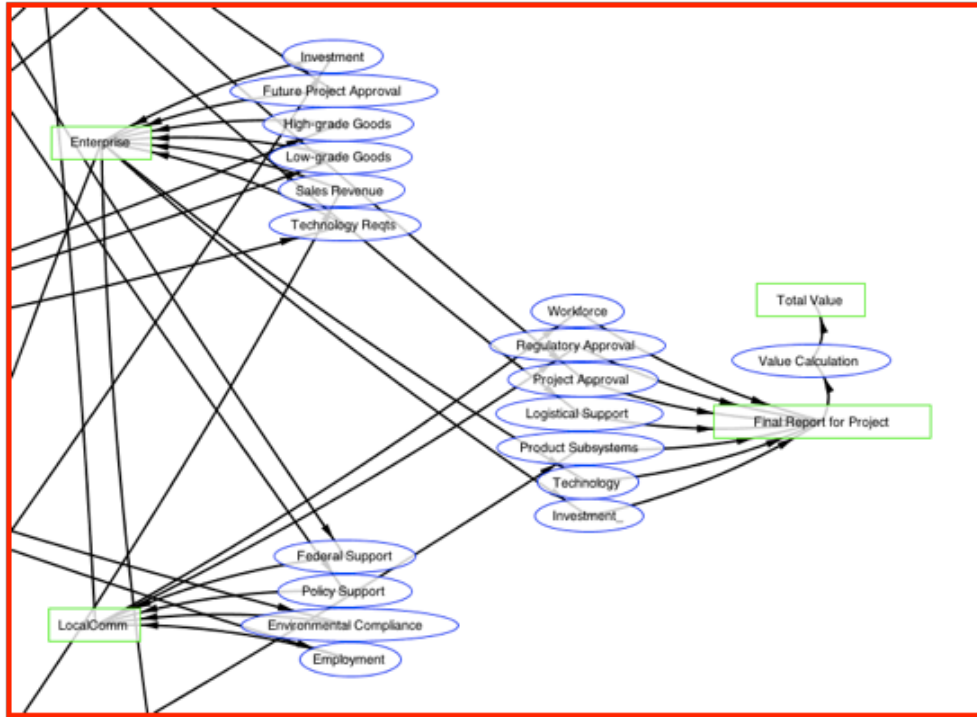 Investment
Future Project Approval
High-grade Goods
Enterprise
Low-grade Goods
Sales Revenue
Technology Reqts
Total Value
Workforce
Regulatory Approval
Value Calculation
Project Approval
Logistical Support
Final Report for Project
Product Subsystems
Technology
Investment_
Federal Support
Policy Support
LocalComm
Environmental Compliance
Employment